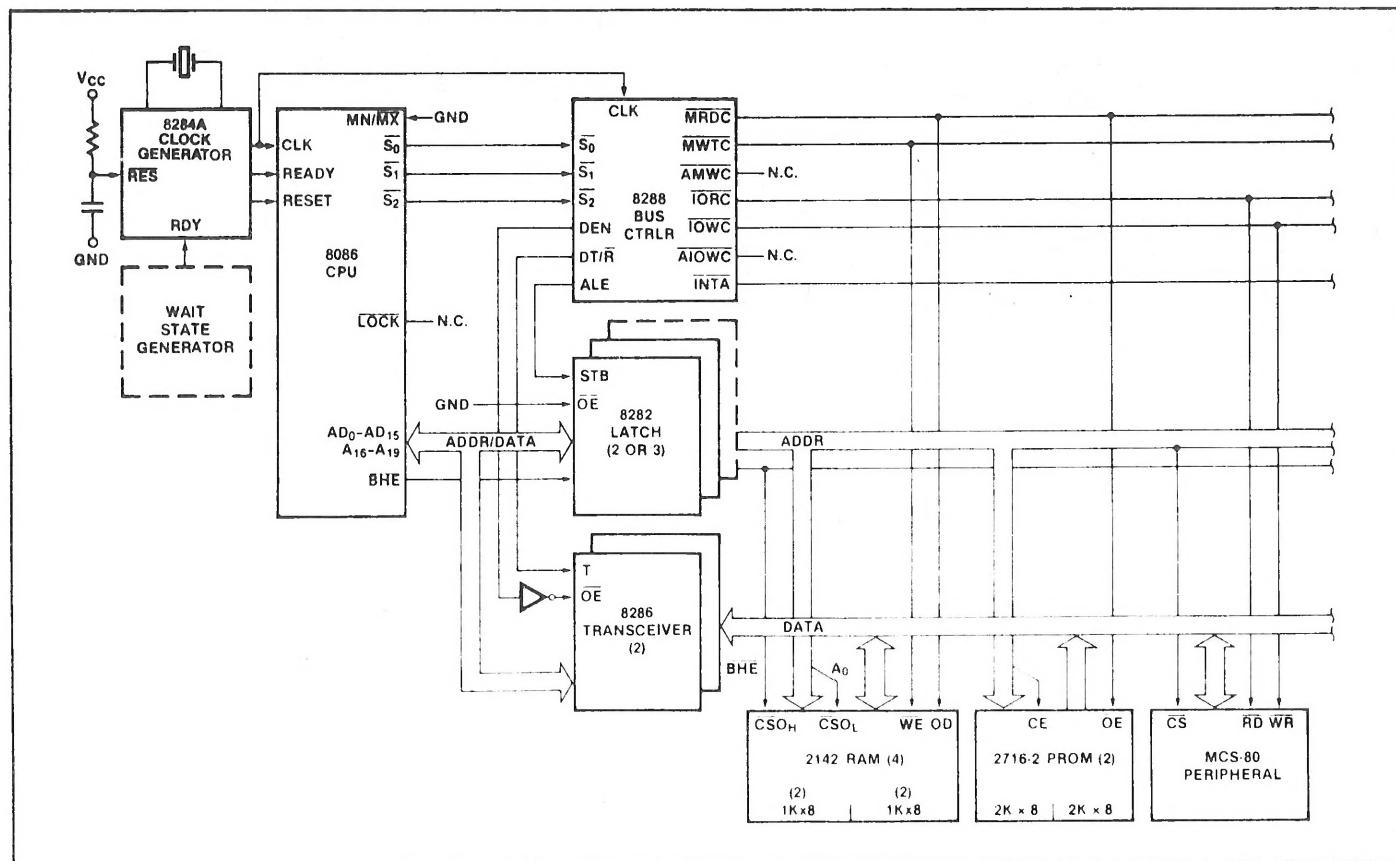 VCC
8284A
CLOCK
GENERATOR
RES
RDY
GND
WAIT
STATE
GENERATOR
MN/MX
GND
CLK
S0
READY
S1
RESET
S2
8086
CPU
LOCK
N.C.
AD0-AD15
A16-A19
ADDR/DATA
BHE
CLK
S0
S1
S2
DEN
DT/R
ALE
8288
BUS
CTRLR
MRDC
MWTC
AMWC
N.C.
IORC
IOWC
AIOWC
N.C.
INTA
STB
GND
OE
8282
LATCH
(2 OR 3)
ADDR
T
OE
8286
TRANSCEIVER
(2)
DATA
BHE
A0
CSOH
CSOL
WE OD
2142 RAM (4)
(2)
1K x 8
(2)
1K x 8
CE
OE
2716-2 PROM (2)
2K × 8
2K × 8
CS
RD WR
MCS-80
PERIPHERAL